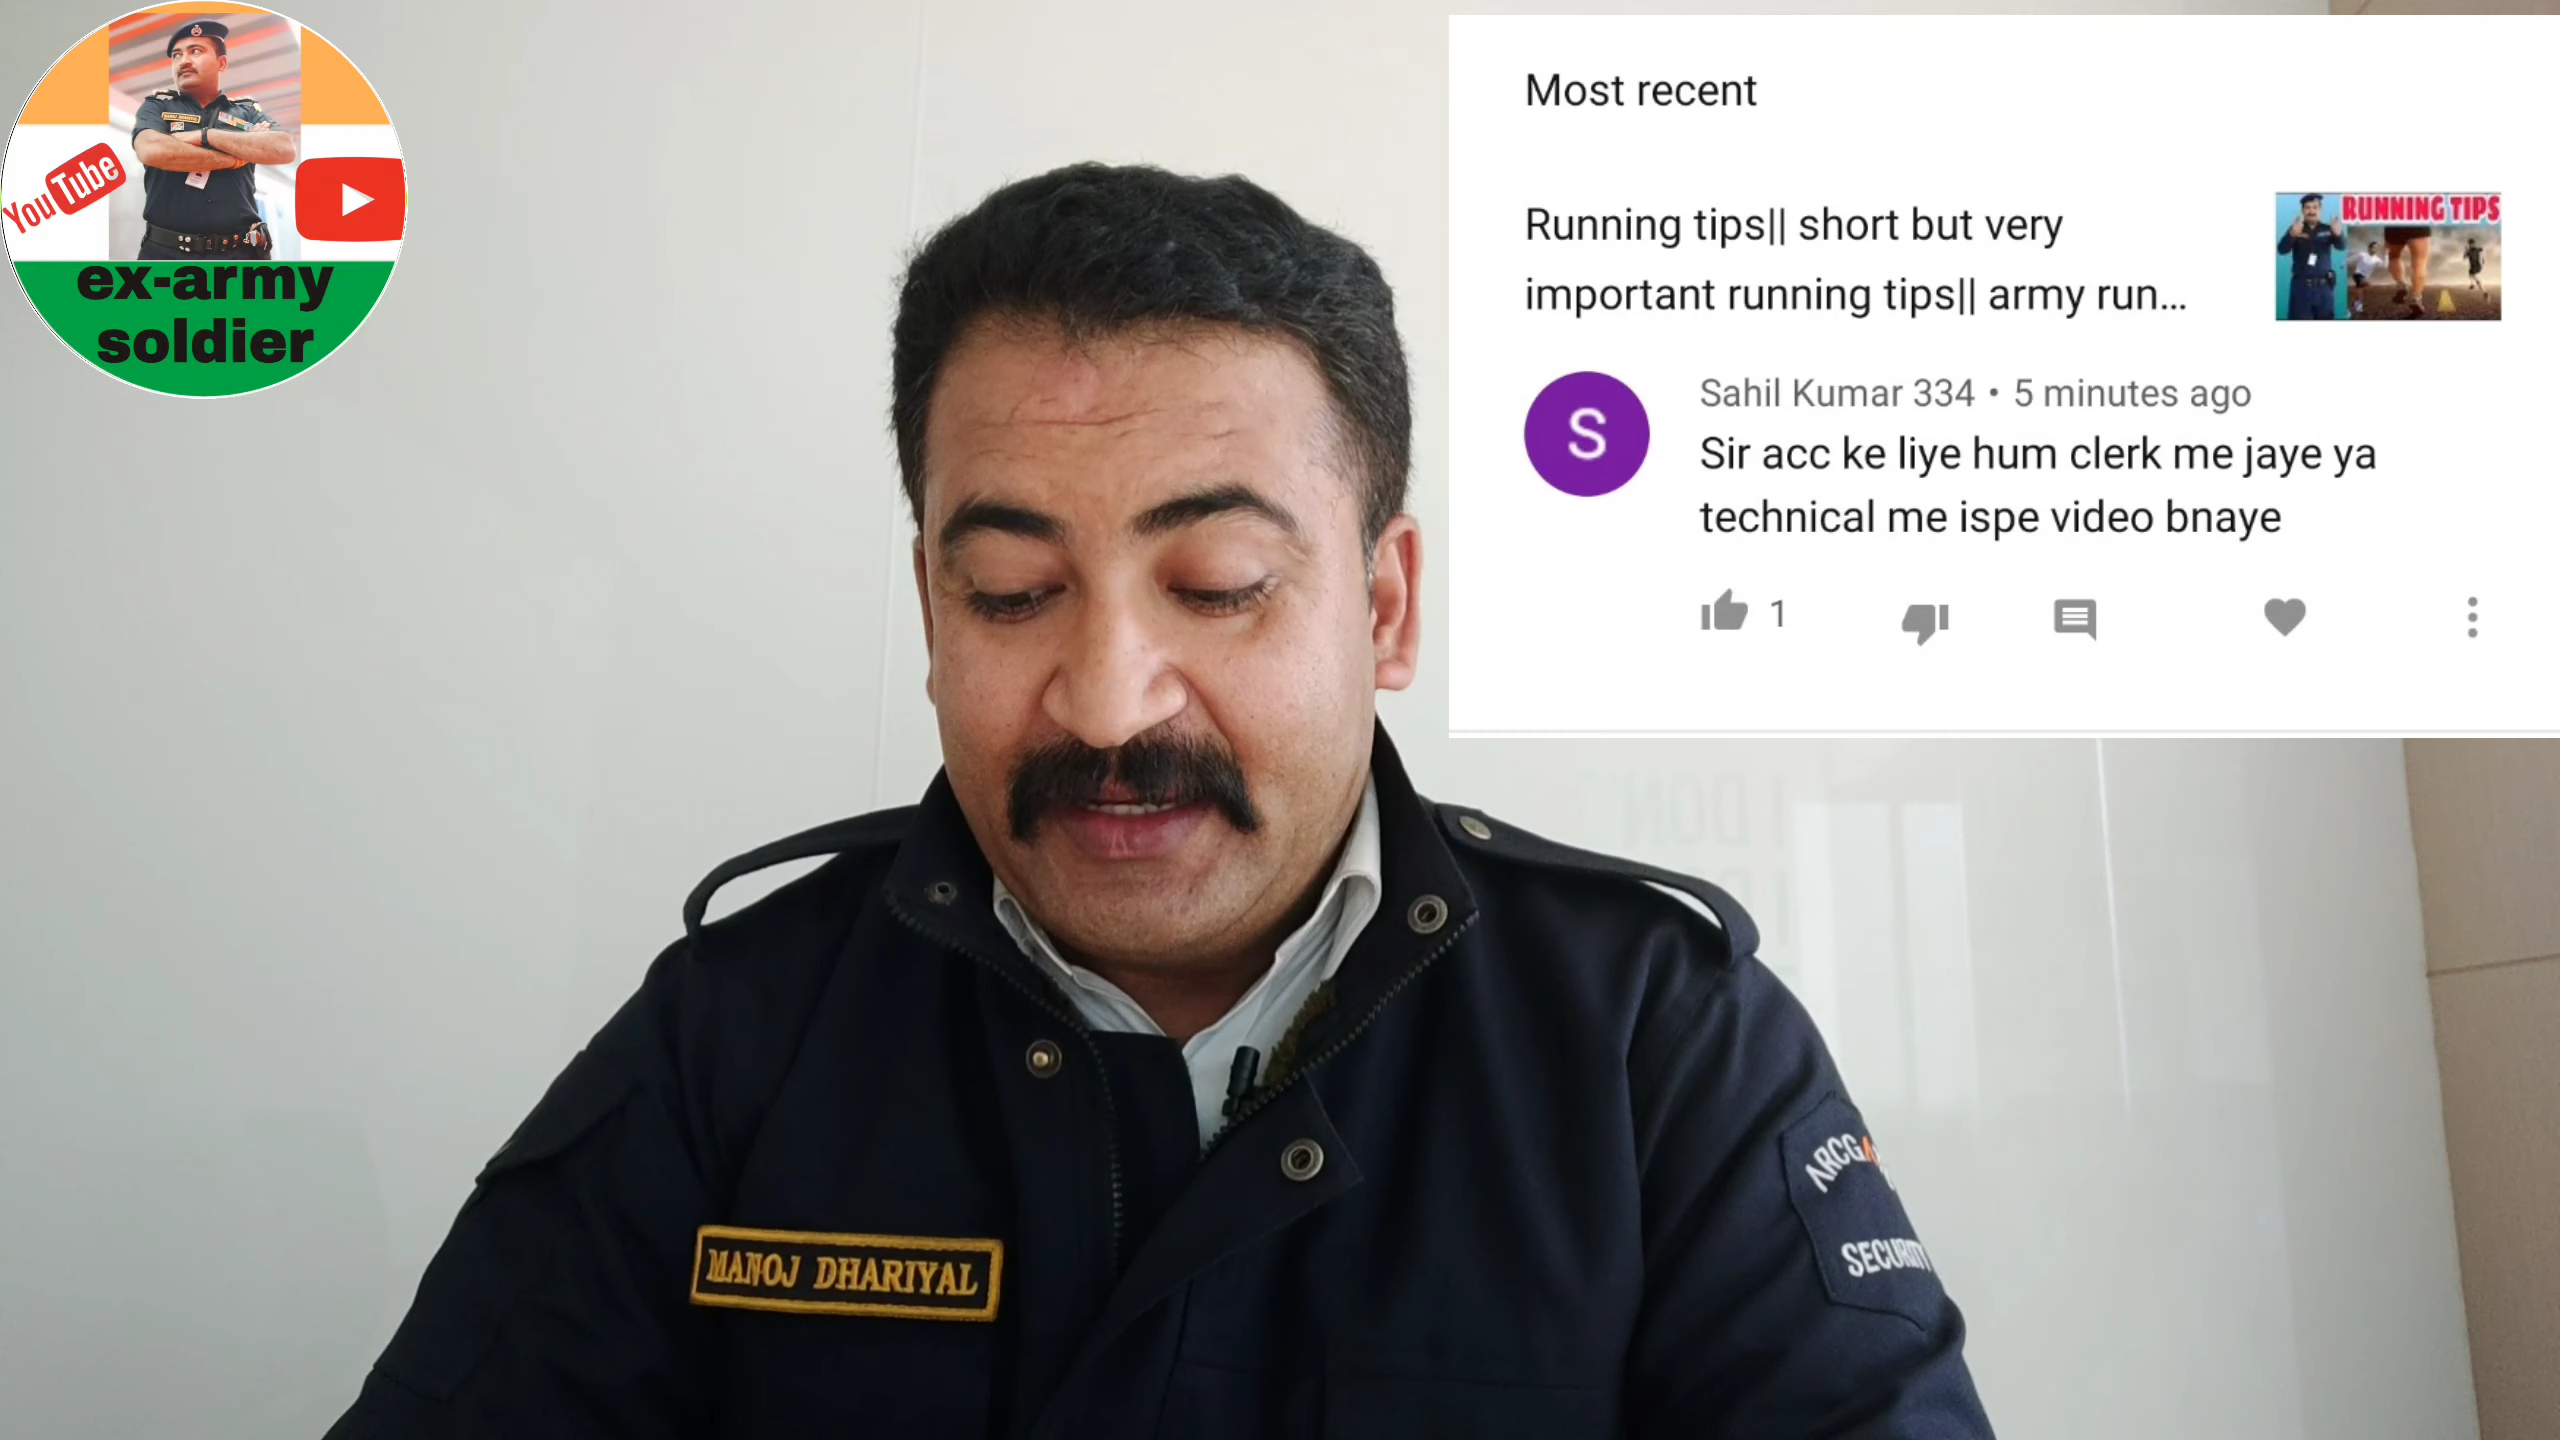 YouTube
ex-army
soldier
Most recent
Running tips|| short but very
important running tips|| army run...
RUNNING TIPS
S
Sahil Kumar 334 • 5 minutes ago
Sir acc ke liye hum clerk me jaye ya
technical me ispe video bnaye
1
MANOJ DHARIYAL